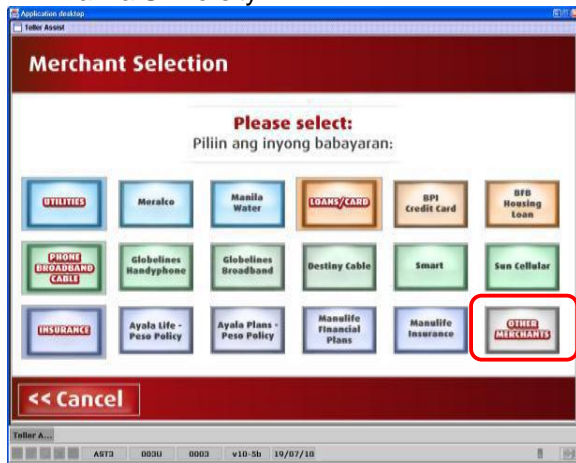 Application desktop
Teller Assist
Merchant Selection
Please select:
Piliin ang inyong babayaran:
UTILITIES
Meralco
Manila
Water
LOANS/CARD
BPI
Credit Card
BFB
Housing
Loan
PHONE
BROADBAND
CABLE
Globelines
Handyphone
Globelines
Broadband
Destiny Cable
Smart
Sun Cellular
INSURANCE
Ayala Life -
Peso Policy
Ayala Plans -
Peso Policy
Manulife
Financial
Plans
Manulife
Insurance
OTHER
MERCHANTS
<< Cancel
Teller A...
AST3 003U 0003 v10-5b 19/07/10